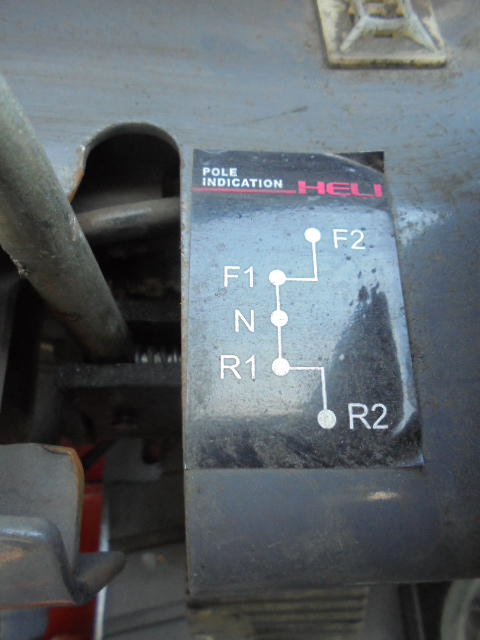 POLE
INDICATION HELI
F2
F1
N
R1
R2